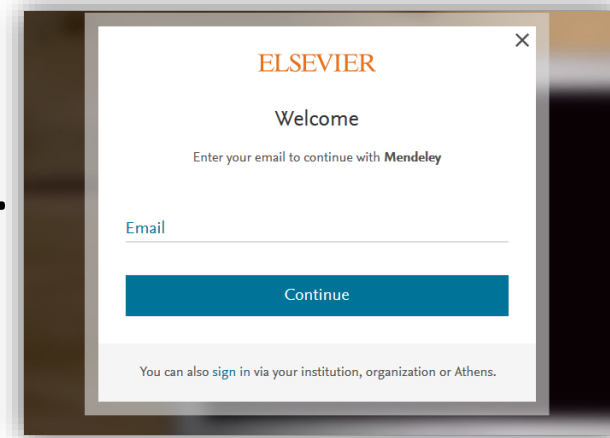 ELSEVIER
Welcome
Enter your email to continue with Mendeley
Email
Continue
You can also sign in via your institution, organization or Athens.